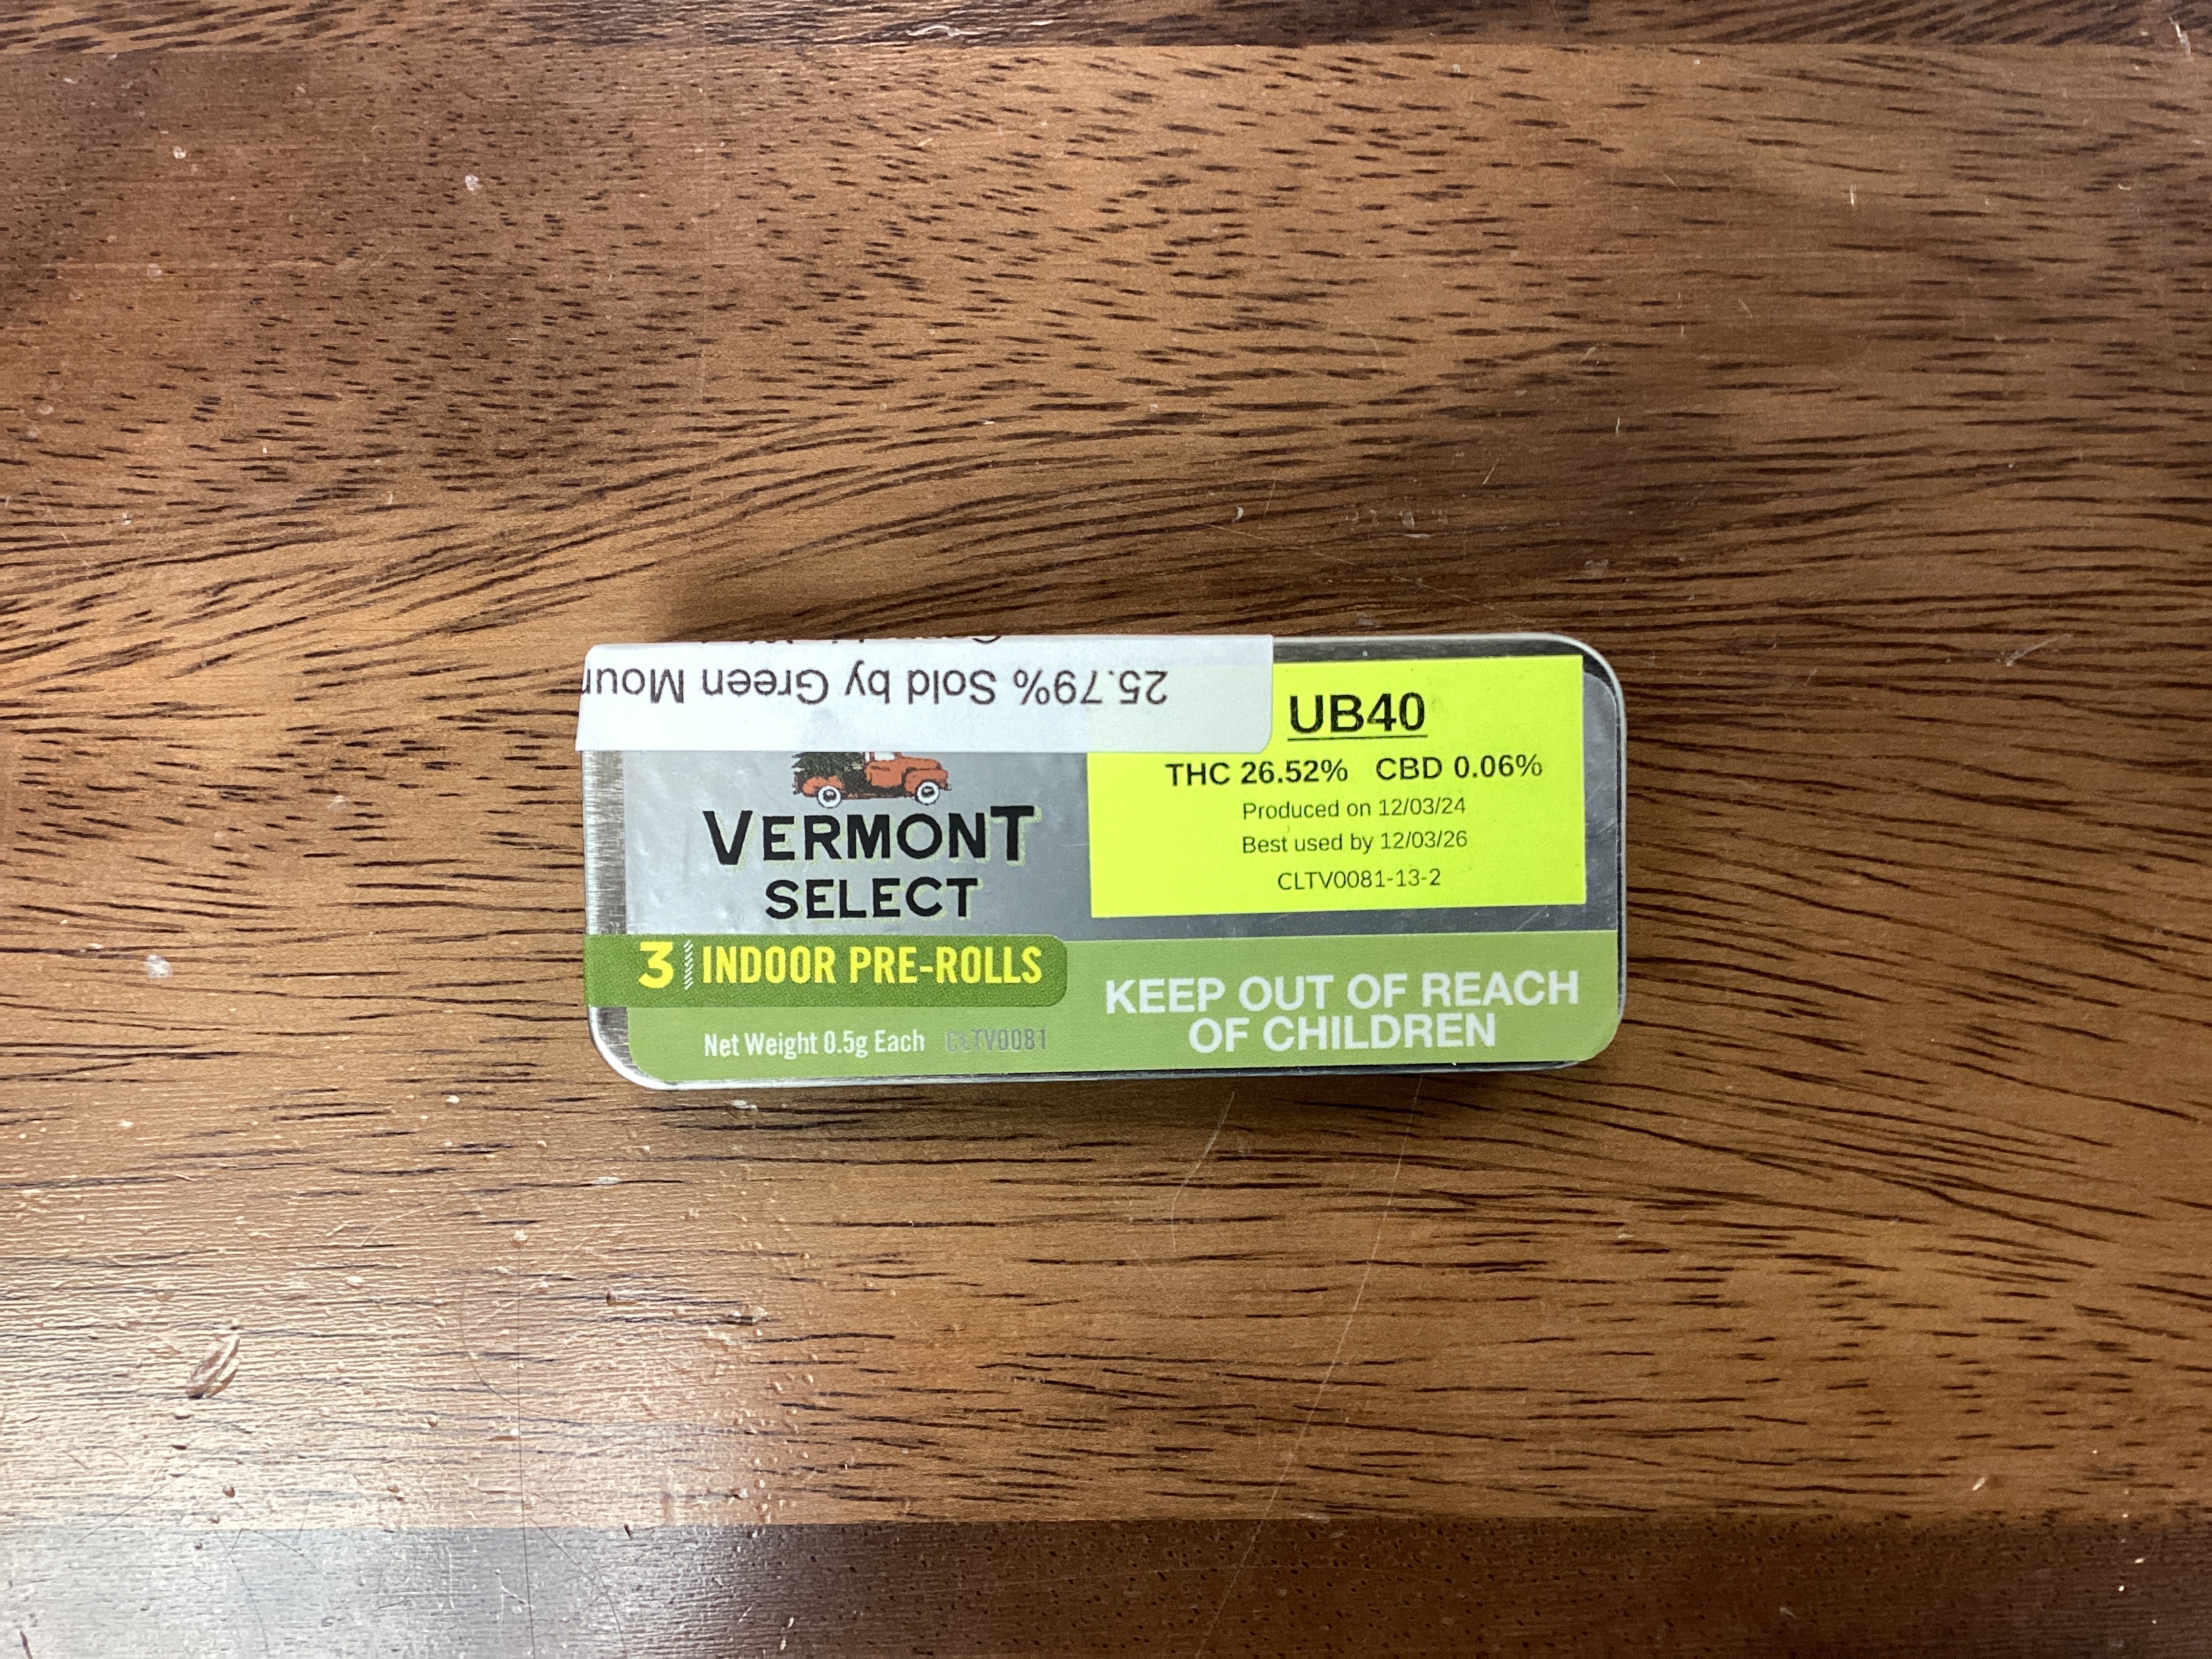 25.79% Sold by Green Moun
UB40
THC 26.52% CBD 0.06%
Produced on 12/03/24
Best used by 12/03/26
CLTV0081-13-2
VERMONT
SELECT
3 INDOOR PRE-ROLLS
Net Weight 0.5g Each CLTV0081
KEEP OUT OF REACH
OF CHILDREN